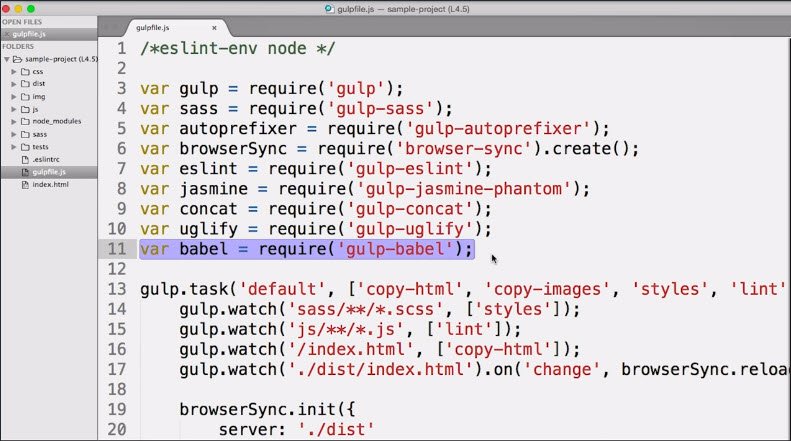 gulpfile.js — sample-project (L4.5)
OPEN FILES
gulpfile.js
FOLDERS
sample-project (L4.5)
css
dist
img
js
node_modules
sass
tests
.eslintrc
gulpfile.js
index.html
gulpfile.js
1 /*eslint-env node */
2
3 var gulp = require('gulp');
4 var sass = require('gulp-sass');
5 var autoprefixer = require('gulp-autoprefixer');
6 var browserSync = require('browser-sync').create();
7 var eslint = require('gulp-eslint');
8 var jasmine = require('gulp-jasmine-phantom');
9 var concat = require('gulp-concat');
10 var uglify = require('gulp-uglify');
11 var babel = require('gulp-babel');
12
13 gulp.task('default', ['copy-html', 'copy-images', 'styles', 'lint'
14 gulp.watch('sass/**/*.scss', ['styles']);
15 gulp.watch('js/**/*.js', ['lint']);
16 gulp.watch('/index.html', ['copy-html']);
17 gulp.watch('./dist/index.html').on('change', browserSync.reloa
18
19 browserSync.init({
20 server: './dist'